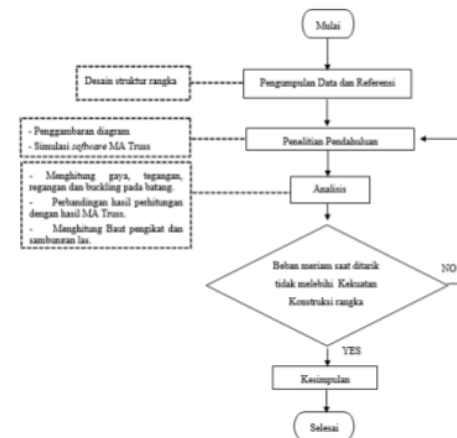 Mulai
Desain struktur rangka
Pengumpulan Data dan Referensi
- Penggambaran diagram
- Simulasi software MA Truss
Penelitian Pendahuluan
- Menghitung gaya, tegangan,
regangan dan buckling pada batang.
- Perbandingan hasil perhitungan
dengan hasil MA Truss.
- Menghitung Baut pengikat dan
sambungan las.
Analisis
Beban meriam saat ditarik
tidak melebihi Kekuatan
Konstruksi rangka
NO
YES
Kesimpulan
Selesai